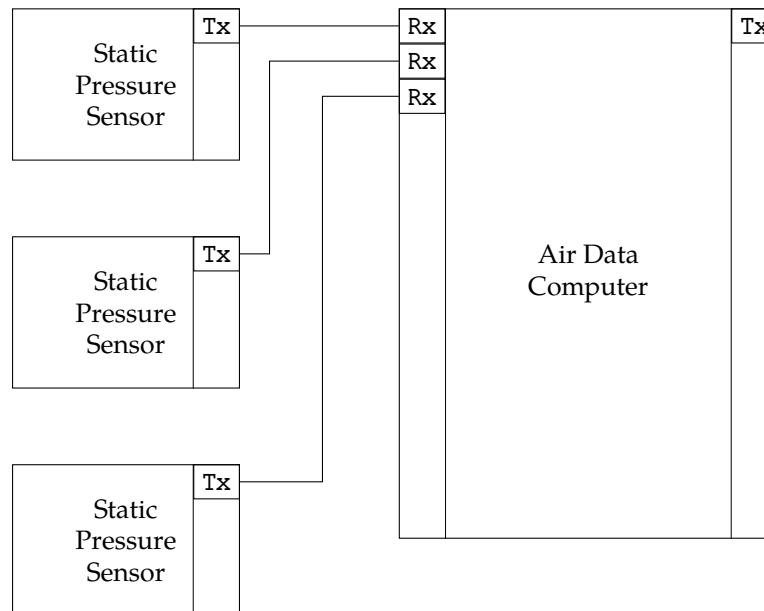 Static
Pressure
Sensor
Tx
Rx
Rx
Rx
Tx
Air Data
Computer
Static
Pressure
Sensor
Tx
Static
Pressure
Sensor
Tx